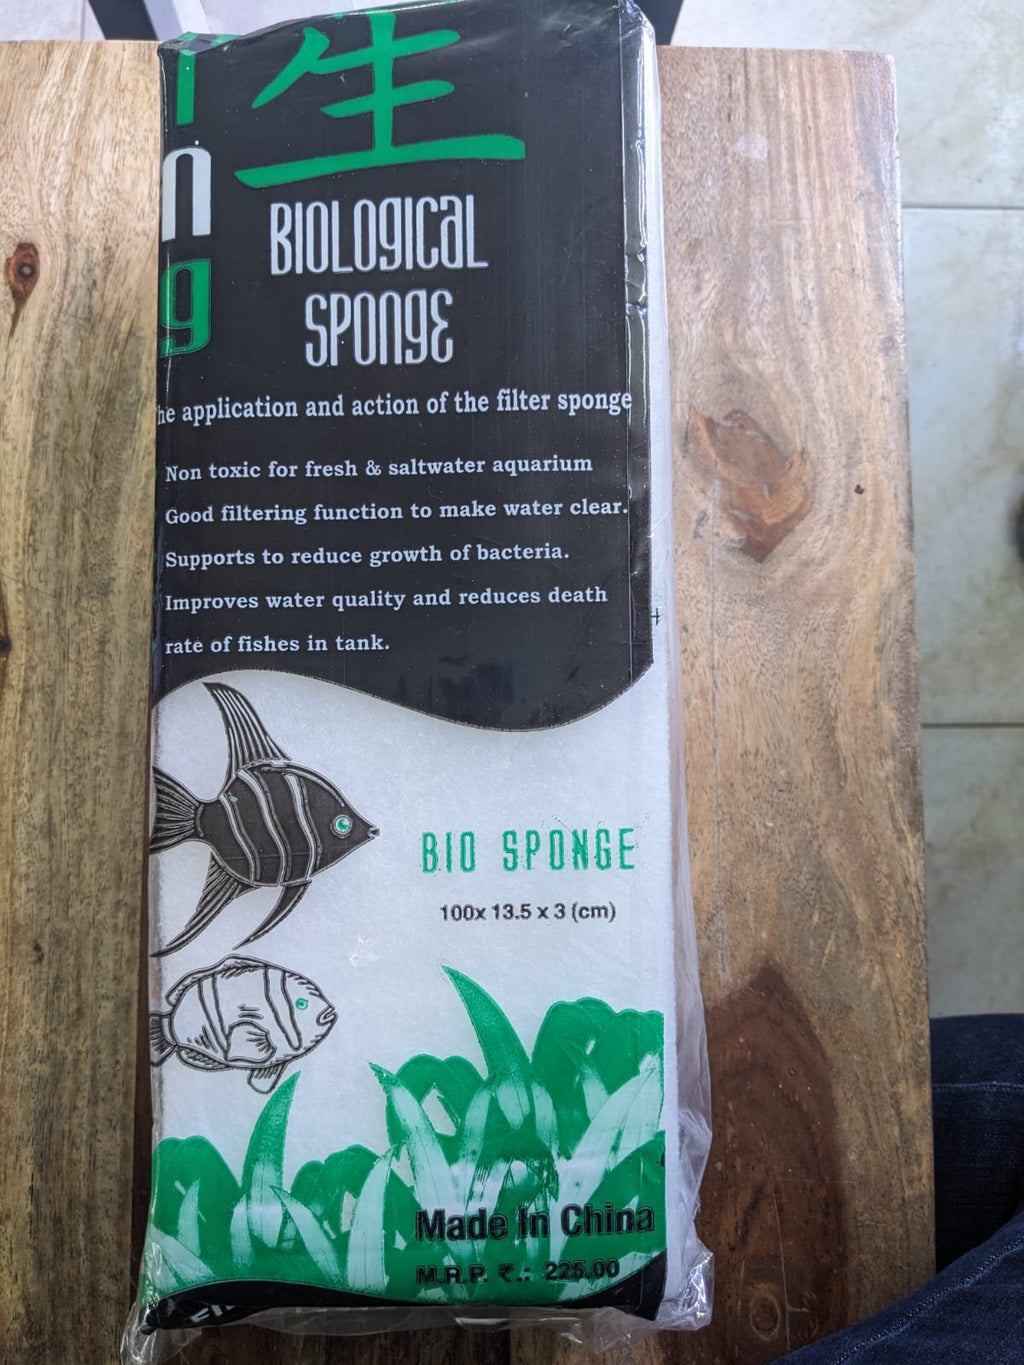 生
n
g
BIOLOGICAL
SPONGE
he application and action of the filter sponge
Non toxic for fresh & saltwater aquarium
Good filtering function to make water clear.
Supports to reduce growth of bacteria.
Improves water quality and reduces death
rate of fishes in tank.
BIO SPONGE
100x 13.5 x 3 (cm)
Made In China
M.R.P. ₹.: 225.00